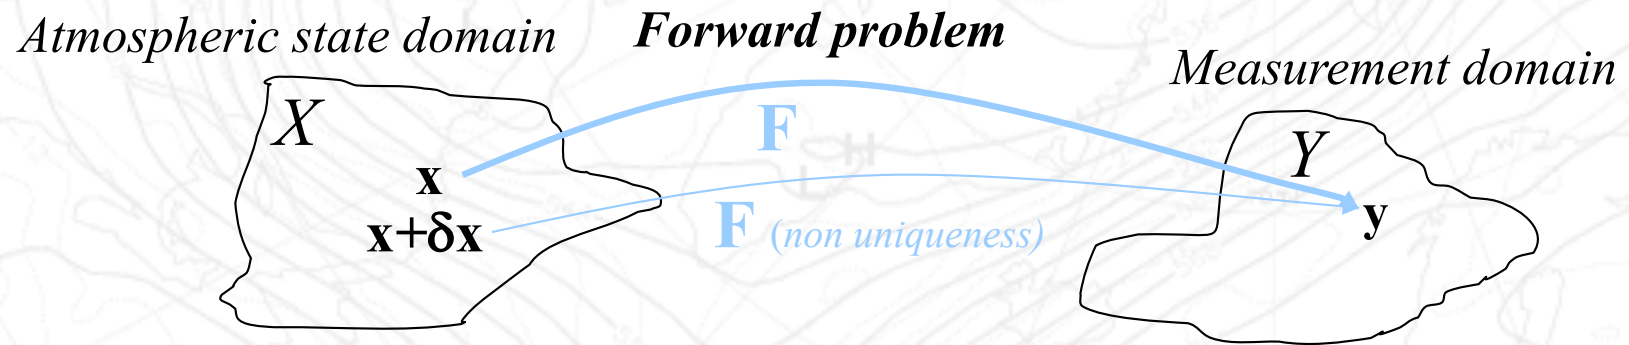 Atmospheric state domain
Forward problem
Measurement domain
X
F
Y
x
x+δx
F (non uniqueness)
y